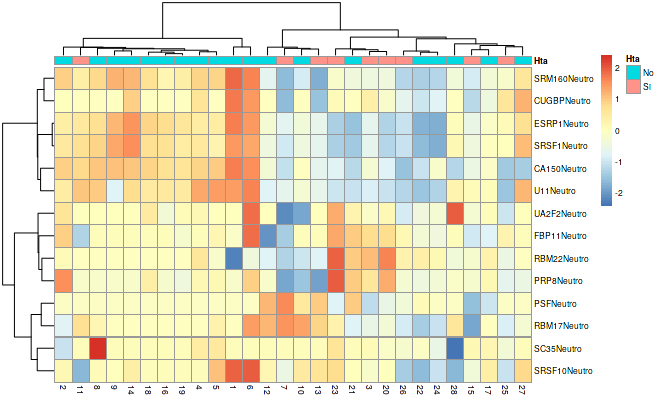 Hta
SRM160Neutro
CUGBPNeutro
ESRP1Neutro
SRSF1Neutro
CA150Neutro
U11Neutro
UA2F2Neutro
FBP11Neutro
RBM22Neutro
PRP8Neutro
PSFNeutro
RBM17Neutro
SC35Neutro
SRSF10Neutro
2 11 8 9 14 18 16 19 4 5 1 6 12 7 10 13 23 21 3 20 26 22 24 28 15 17 25 27
2
1
0
-1
-2
Hta
No
Si